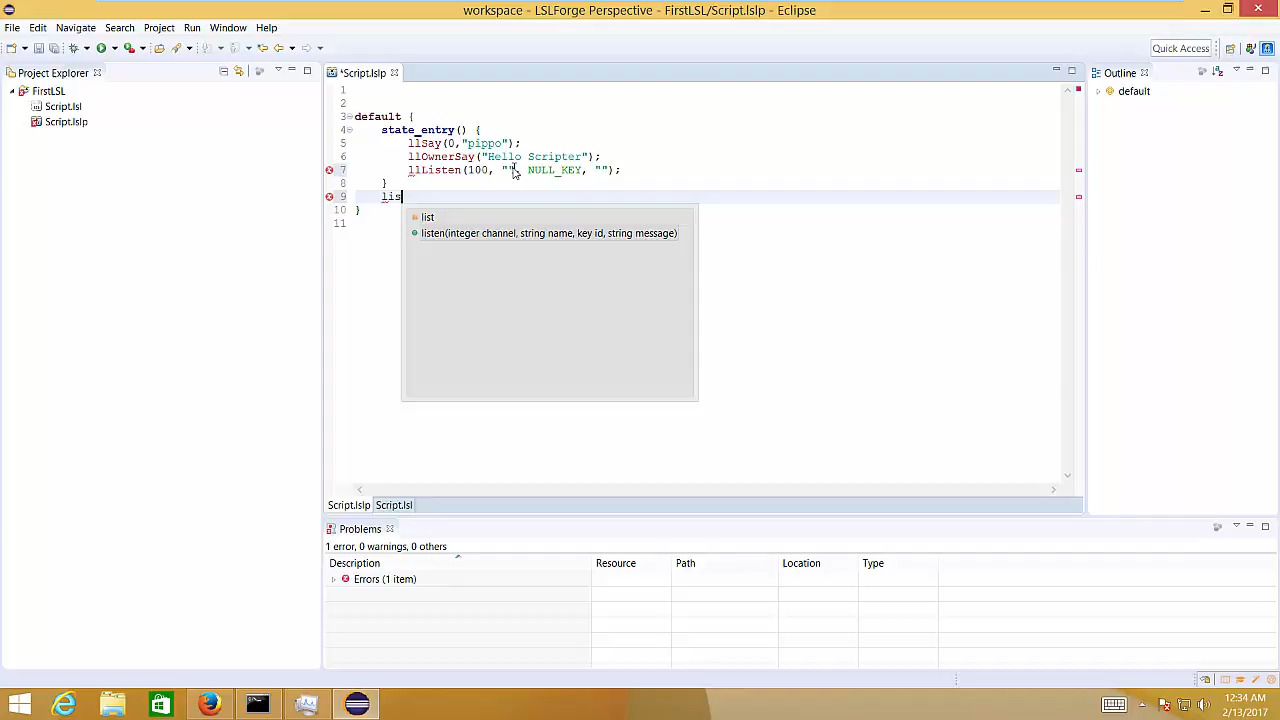 workspace - LSLForge Perspective - FirstLSL/Script.lslp - Eclipse
File Edit Navigate Search Project Run Window Help
Quick Access
Project Explorer
*Script.lslp
Outline
FirstLSL
Script.lsl
Script.lslp
default
1
2
3 default {
4 state_entry() {
5 llSay(0,"pippo");
6 llOwnerSay("Hello Scripter");
7 llListen(100, "", NULL_KEY, "");
8 }
9 lis
10 }
11
list
listen(integer channel, string name, key id, string message)
Script.lslp Script.lsl
Problems
1 error, 0 warnings, 0 others
Description Resource Path Location Type
Errors (1 item)
12:34 AM
2/13/2017